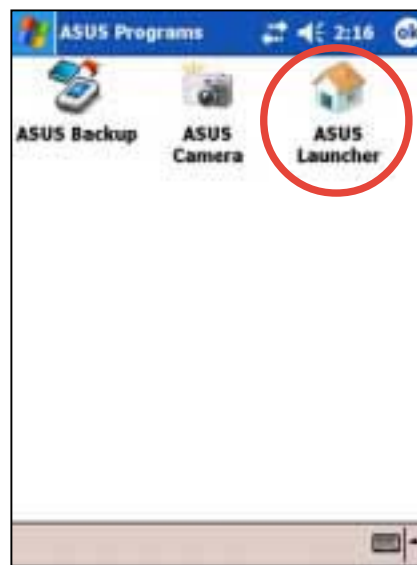 ASUS Programs 2:16 ok
ASUS Backup
ASUS
Camera
ASUS
Launcher